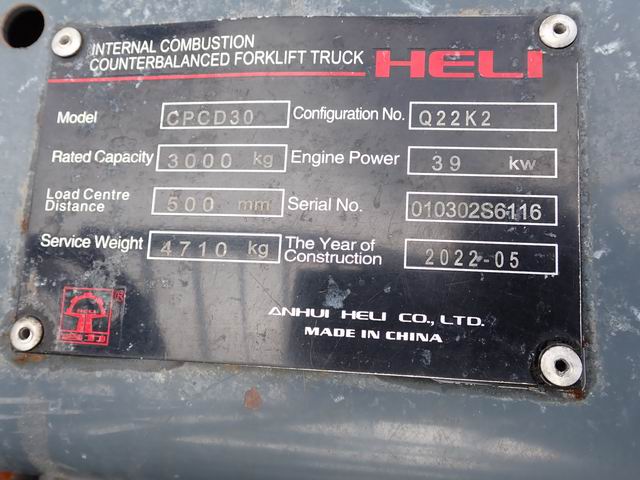 INTERNAL COMBUSTION
COUNTERBALANCED FORKLIFT TRUCK
HELI
Model CPCD30 Configuration No. Q22K2
Rated Capacity 3000 kg Engine Power 39 kw
Load Centre
Distance 500 mm Serial No. 010302S6116
Service Weight 4710 kg The Year of
Construction 2022-05
HELI ®
ANHUI HELI CO., LTD.
MADE IN CHINA